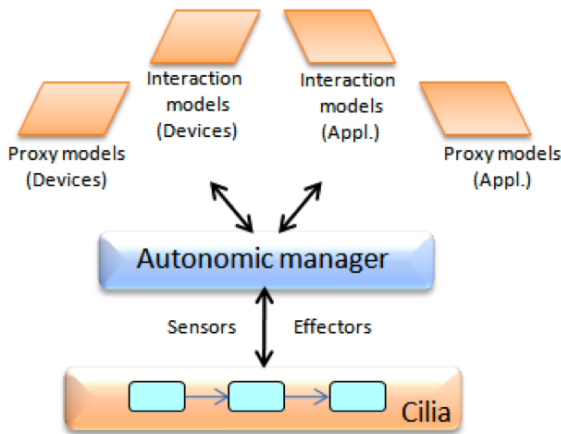 Interaction
models
(Devices)
Interaction
models
(Appl.)
Proxy models
(Devices)
Proxy models
(Appl.)
Autonomic manager
Sensors
Effectors
Cilia